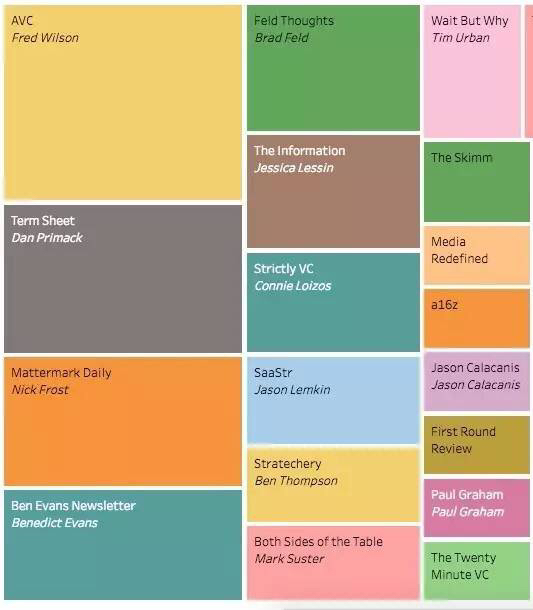 AVC
Fred Wilson
Term Sheet
Dan Primack
Mattermark Daily
Nick Frost
Ben Evans Newsletter
Benedict Evans
Feld Thoughts
Brad Feld
The Information
Jessica Lessin
Strictly VC
Connie Loizos
SaaStr
Jason Lemkin
Stratechery
Ben Thompson
Both Sides of the Table
Mark Suster
Wait But Why
Tim Urban
The Skimm
Media
Redefined
a16z
Jason Calacanis
Jason Calacanis
First Round
Review
Paul Graham
Paul Graham
The Twenty
Minute VC